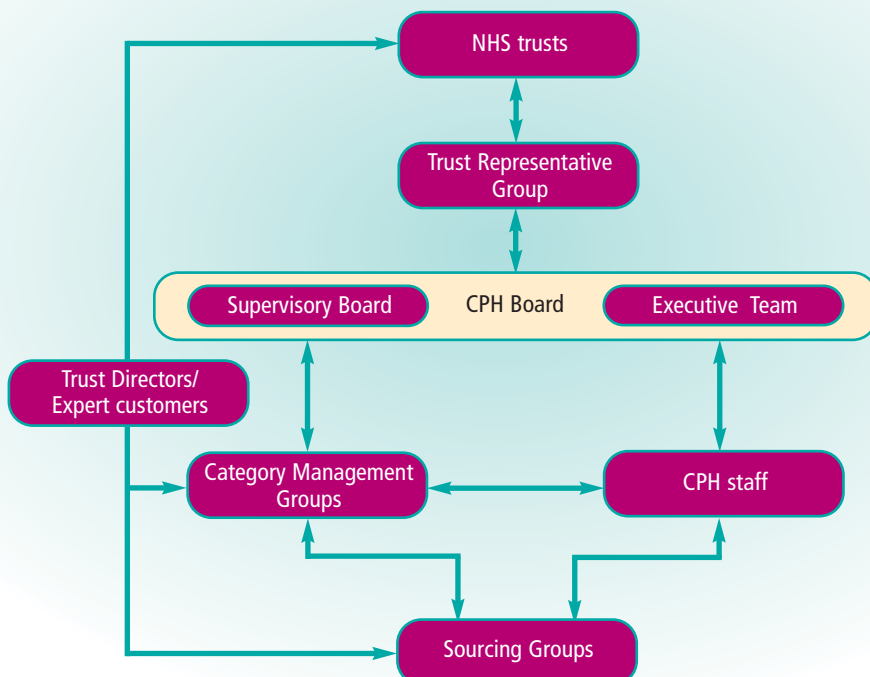 NHS trusts
Trust Representative
Group
Supervisory Board
CPH Board
Executive Team
Trust Directors/
Expert customers
Category Management
Groups
CPH staff
Sourcing Groups